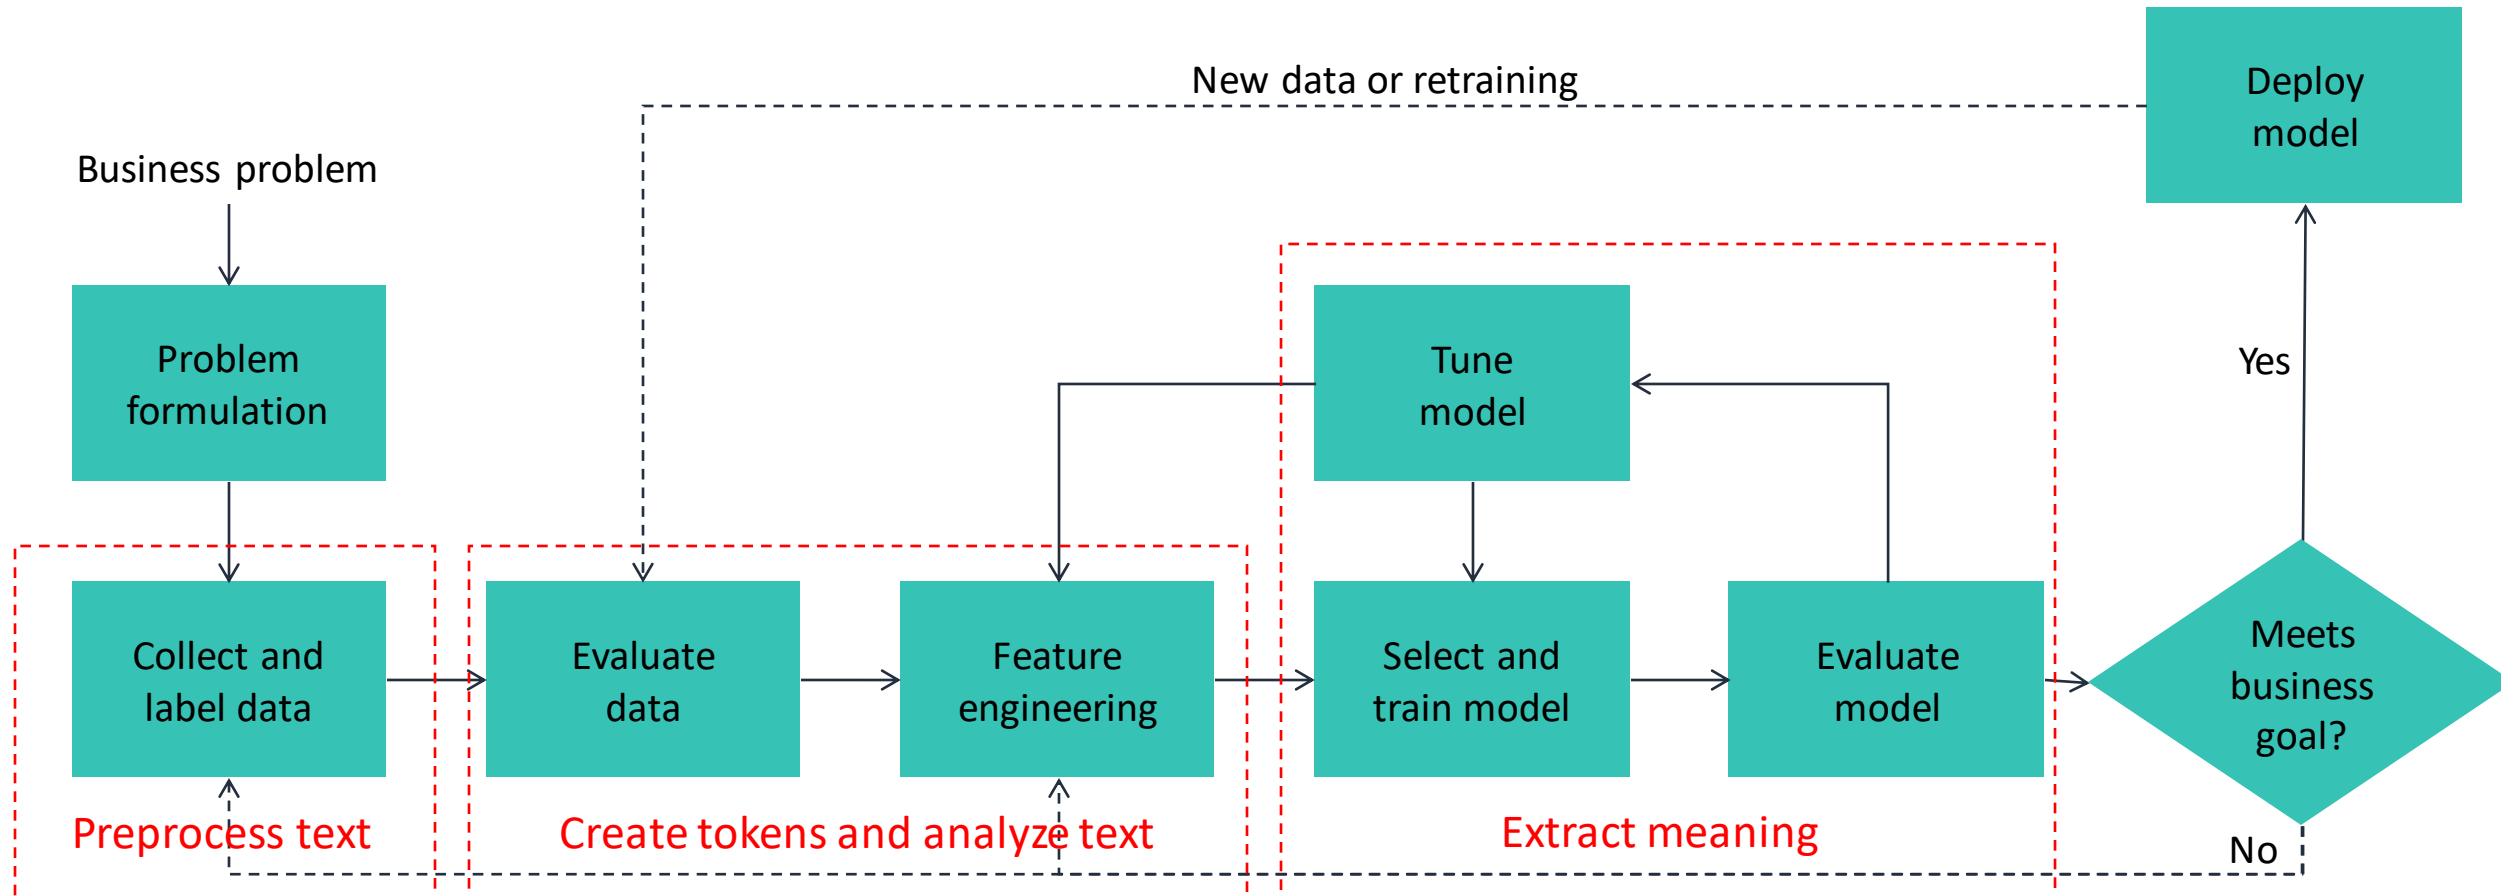 New data or retraining
Deploy
model
Business problem
Problem
formulation
Tune
model
Yes
Collect and
label data
Evaluate
data
Feature
engineering
Select and
train model
Evaluate
model
Meets
business
goal?
Preprocess text
Create tokens and analyze text
Extract meaning
No